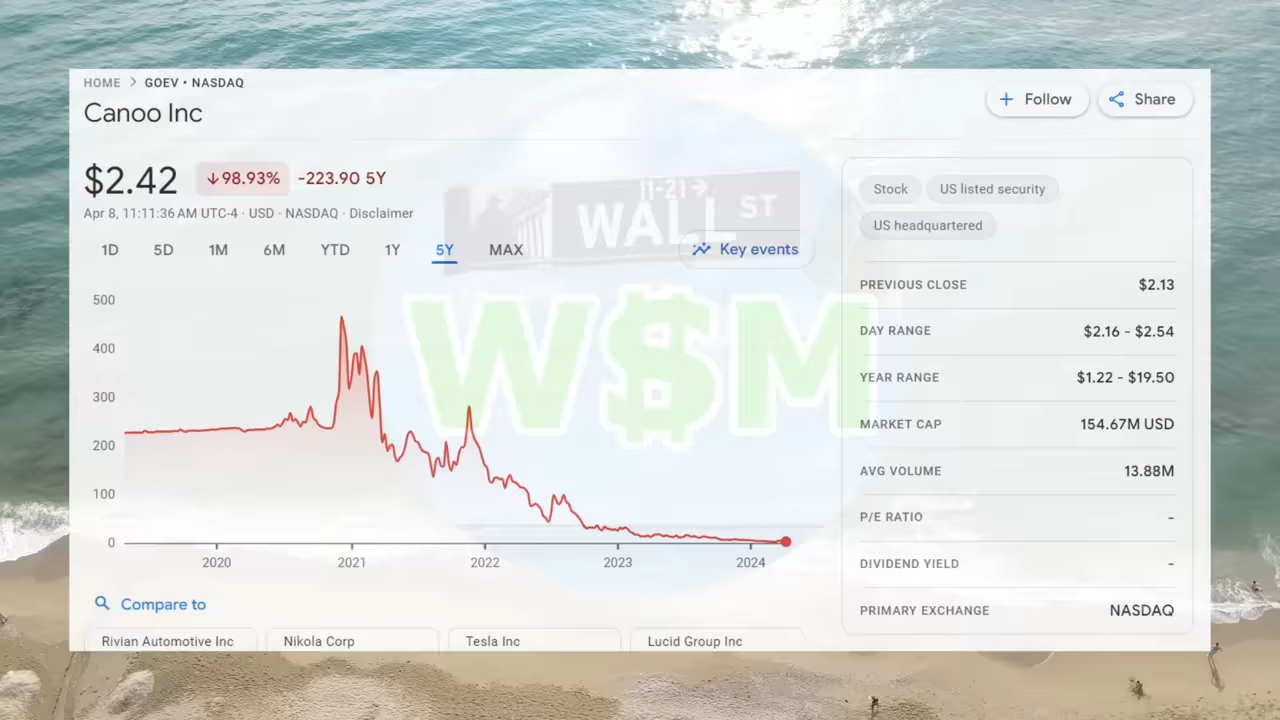 HOME > GOEV • NASDAQ
Canoo Inc
+ Follow
Share
$2.42 ↓98.93% -223.90 5Y
Apr 8, 11:11:36 AM UTC-4 · USD · NASDAQ · Disclaimer
1D 5D 1M 6M YTD 1Y 5Y MAX
Key events
500
400
300
200
100
0
2020 2021 2022 2023 2024
Compare to
Rivian Automotive Inc
Nikola Corp
Tesla Inc
Lucid Group Inc
Stock
US listed security
US headquartered
PREVIOUS CLOSE $2.13
DAY RANGE $2.16 - $2.54
YEAR RANGE $1.22 - $19.50
MARKET CAP 154.67M USD
AVG VOLUME 13.88M
P/E RATIO -
DIVIDEND YIELD -
PRIMARY EXCHANGE NASDAQ
11-21→
WALL ST
W$M